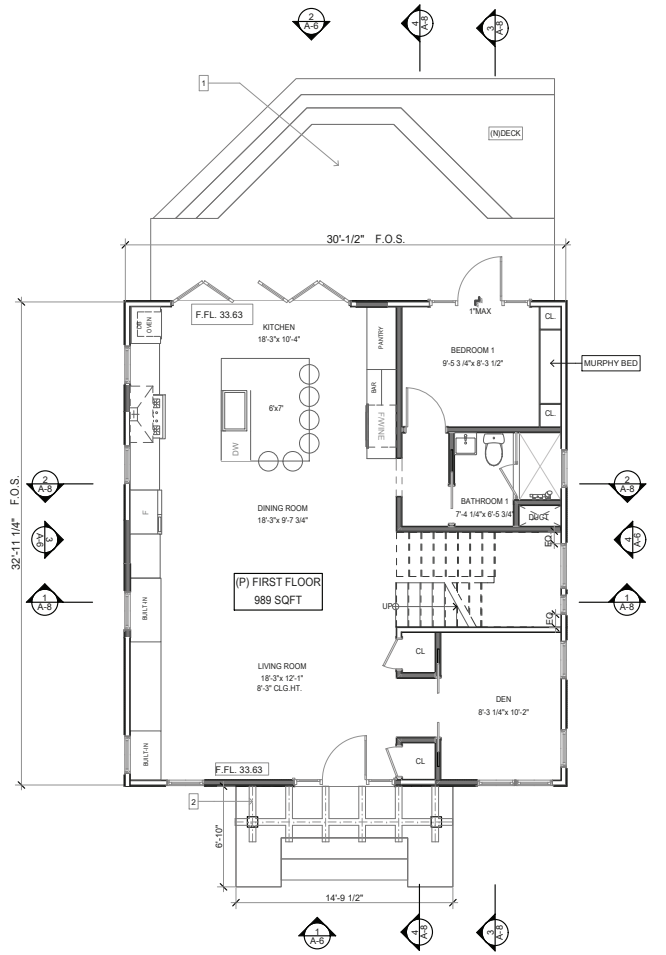 2
A-6
4
A-8
3
A-8
1
(N)DECK
30'-1/2" F.O.S.
F.FL. 33.63
1"MAX
CL.
DB
OVEN
KITCHEN
18'-3"x 10'-4"
PANTRY
BEDROOM 1
9'-5 3/4"x 8'-3 1/2"
MURPHY BED
BAR
6'x7'
CL.
F/WINE
DW
32'-11 1/4" F.O.S.
2
A-8
2
A-8
F
BATHROOM 1
7'-4 1/4"x 6'-5 3/4"
DINING ROOM
18'-3"x 9'-7 3/4"
DUCT
3
A-6
EQ
4
A-6
(P) FIRST FLOOR
989 SQFT
1
A-8
BUILT-IN
UP
EQ
1
A-8
LIVING ROOM
18'-3"x 12'-1"
8'-3" CLG.HT.
CL
DEN
8'-3 1/4"x 10'-2"
BUILT-IN
CL
F.FL. 33.63
2
6'-10"
14'-9 1/2"
1
A-6
4
A-8
3
A-8